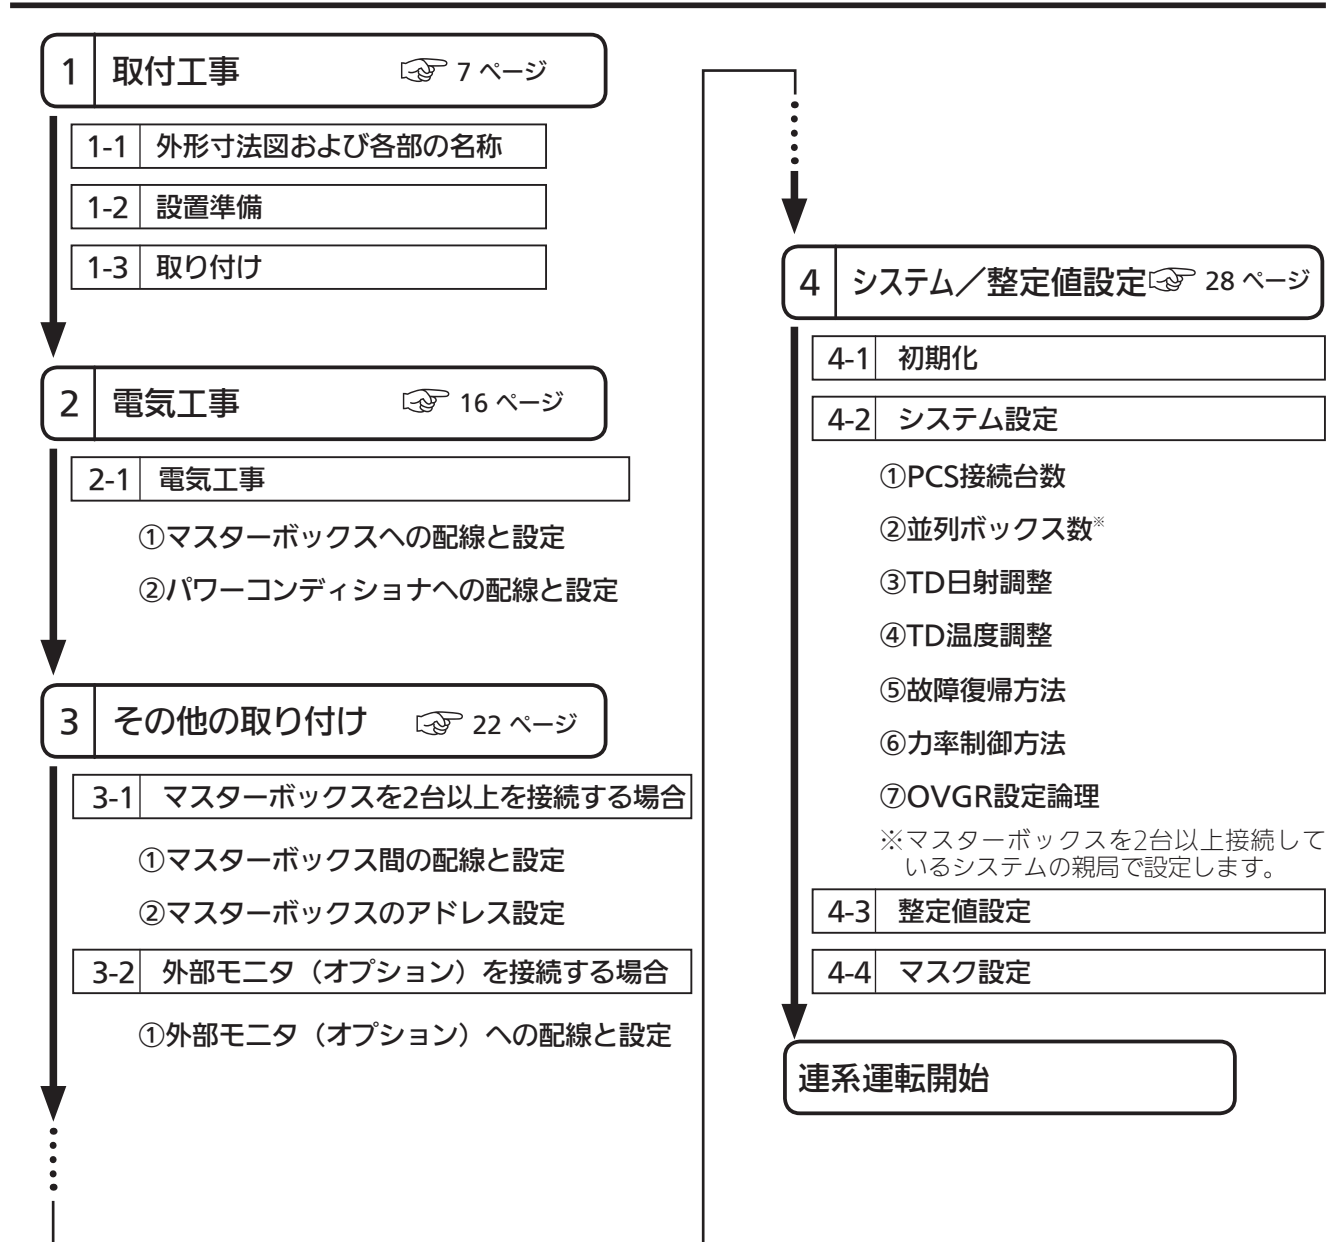 1 取付工事 ☞ 7 ページ
1-1 外形寸法図および各部の名称
1-2 設置準備
1-3 取り付け
2 電気工事 ☞ 16 ページ
2-1 電気工事
①マスターボックスへの配線と設定
②パワーコンディショナへの配線と設定
3 その他の取り付け ☞ 22 ページ
3-1 マスターボックスを2台以上を接続する場合
①マスターボックス間の配線と設定
②マスターボックスのアドレス設定
3-2 外部モニタ（オプション）を接続する場合
①外部モニタ（オプション）への配線と設定
4 システム／整定値設定☞ 28 ページ
4-1 初期化
4-2 システム設定
①PCS接続台数
②並列ボックス数※
③TD日射調整
④TD温度調整
⑤故障復帰方法
⑥力率制御方法
⑦OVGR設定論理
※マスターボックスを2台以上接続して
いるシステムの親局で設定します。
4-3 整定値設定
4-4 マスク設定
連系運転開始